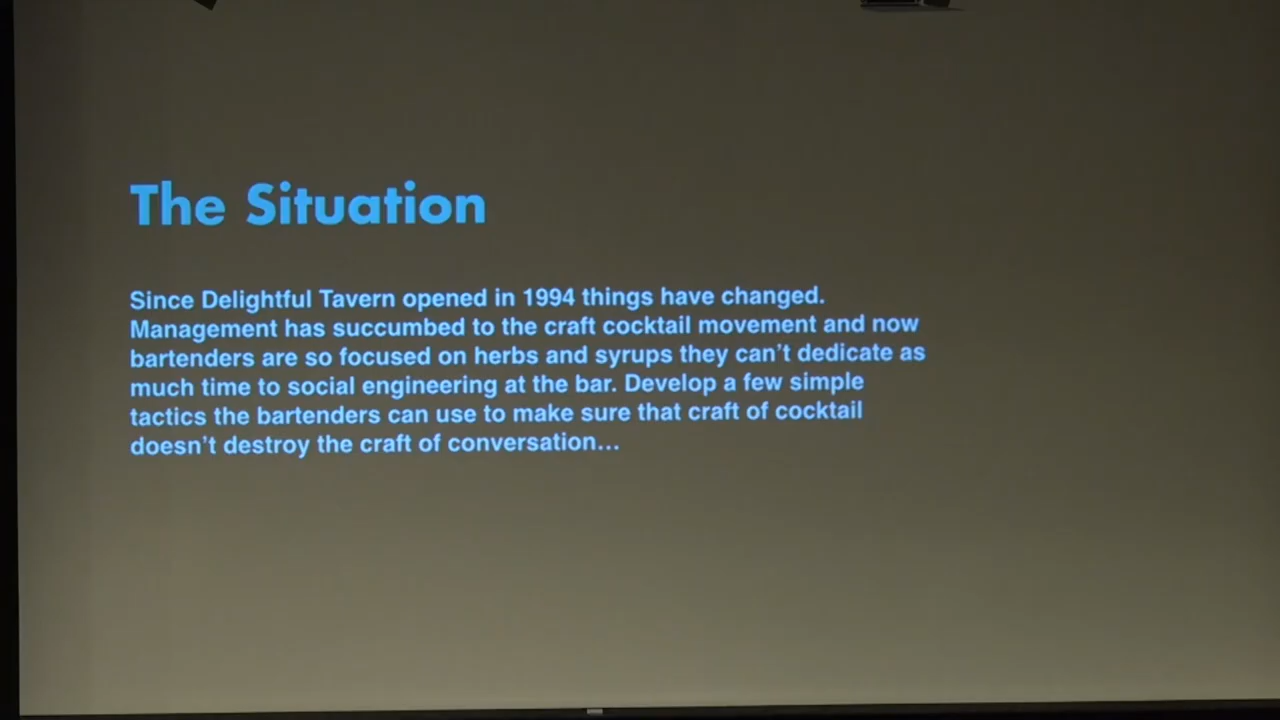 The Situation
Since Delightful Tavern opened in 1994 things have changed.
Management has succumbed to the craft cocktail movement and now
bartenders are so focused on herbs and syrups they can't dedicate as
much time to social engineering at the bar. Develop a few simple
tactics the bartenders can use to make sure that craft of cocktail
doesn't destroy the craft of conversation...